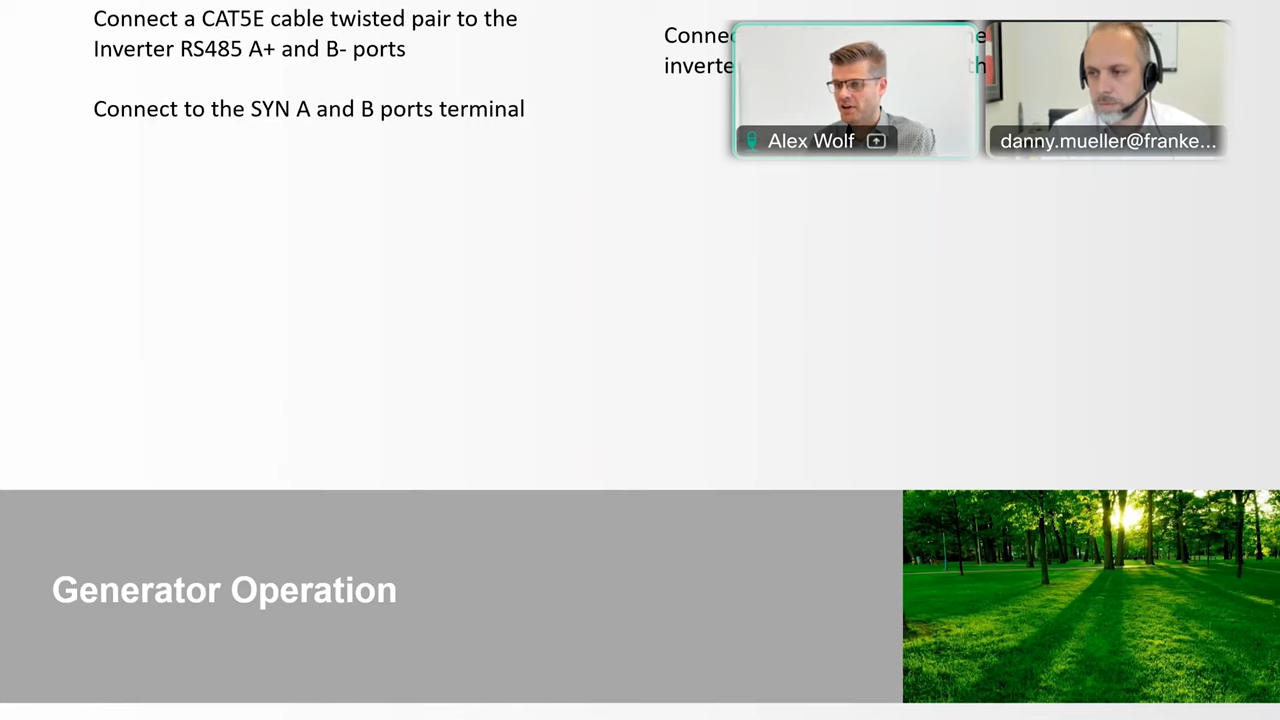 Connect a CAT5E cable twisted pair to the
Inverter RS485 A+ and B- ports
Connect to the SYN A and B ports terminal
Alex Wolf
danny.mueller@franke...
Generator Operation